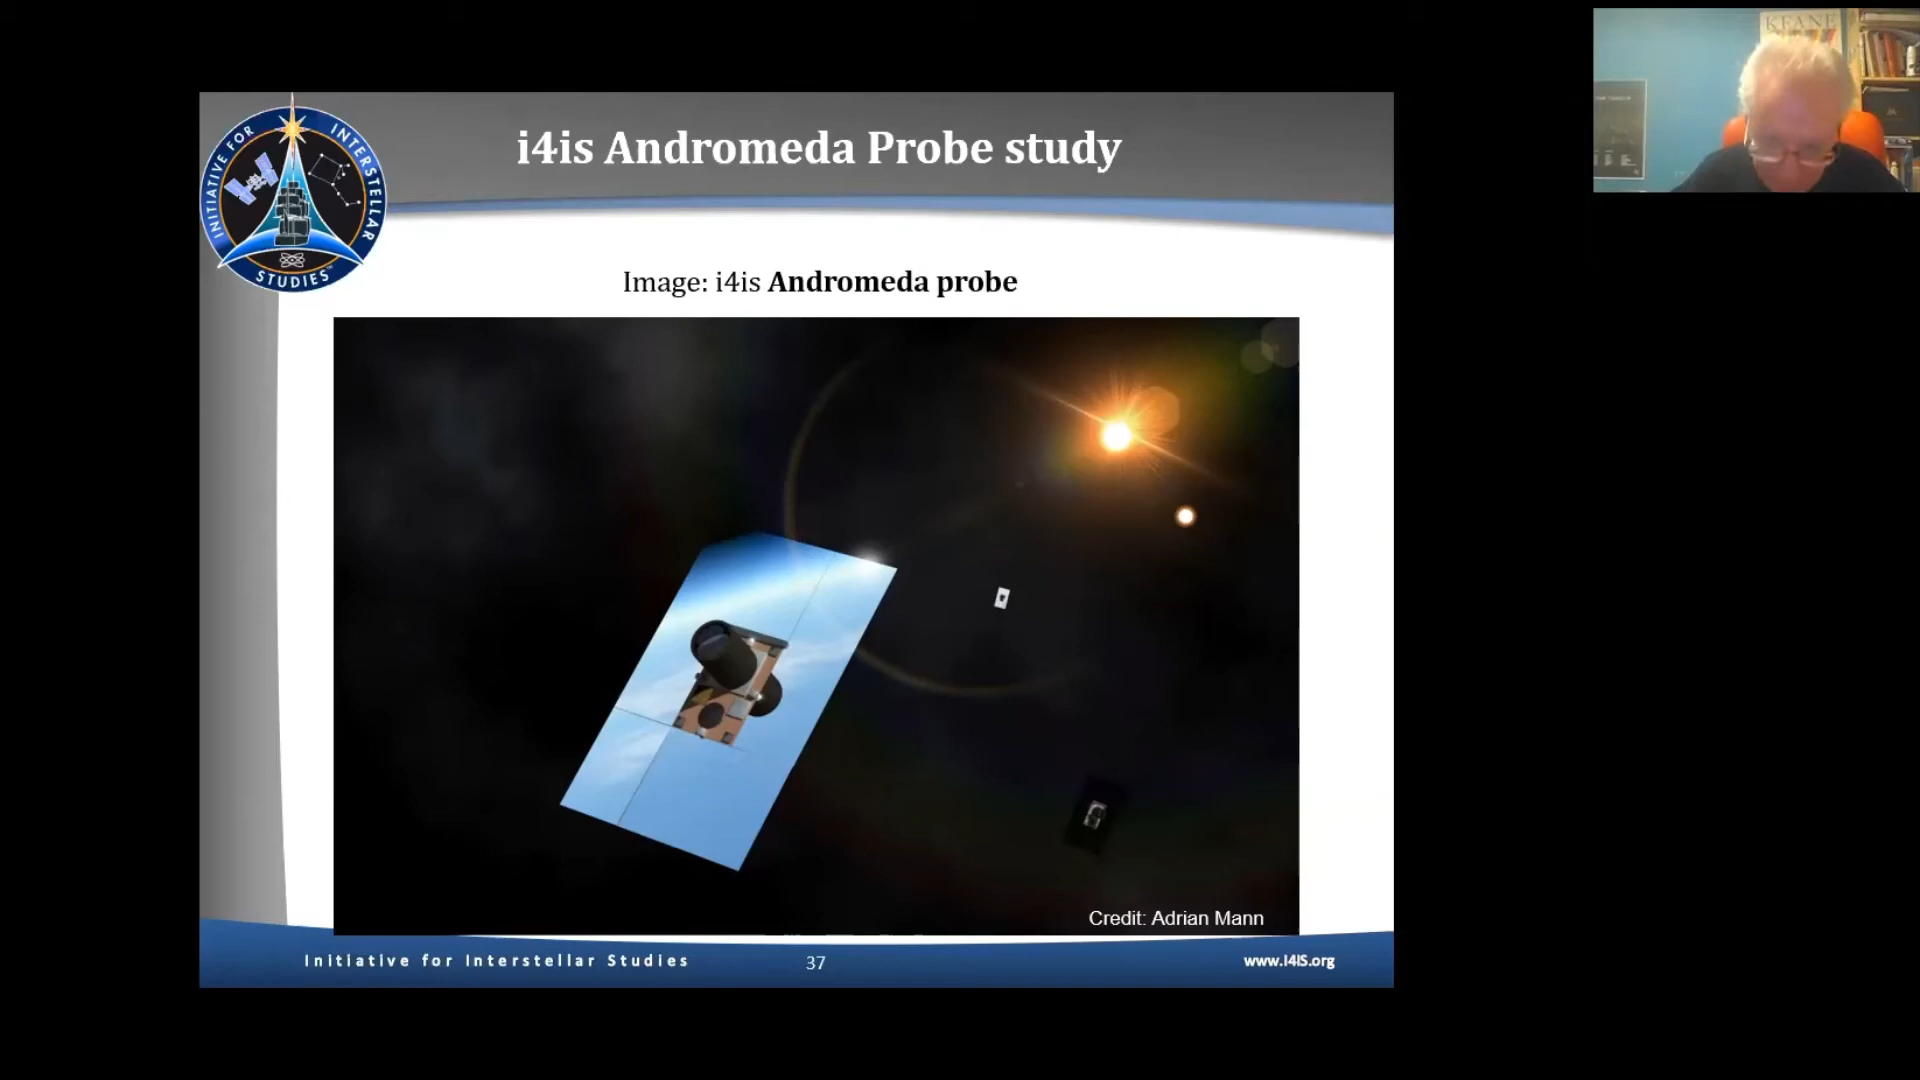 i4is Andromeda Probe study
INITIATIVE FOR INTERSTELLAR
STUDIES™
Image: i4is Andromeda probe
Credit: Adrian Mann
Initiative for Interstellar Studies
37
www.I4IS.org
KEANE